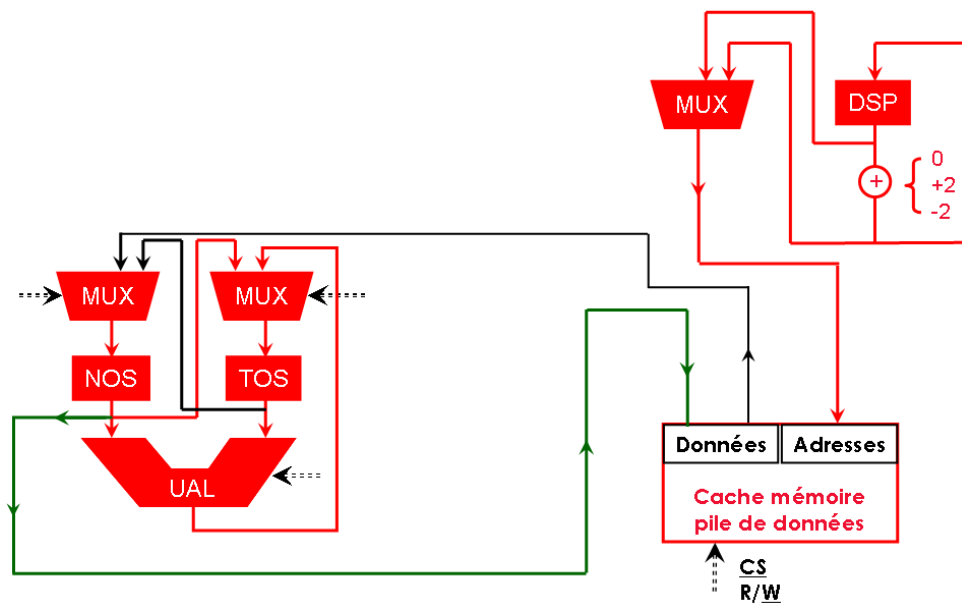 MUX
DSP
0
+
+2
-2
MUX
MUX
NOS
TOS
UAL
Données
Adresses
Cache mémoire
pile de données
CS
R/W